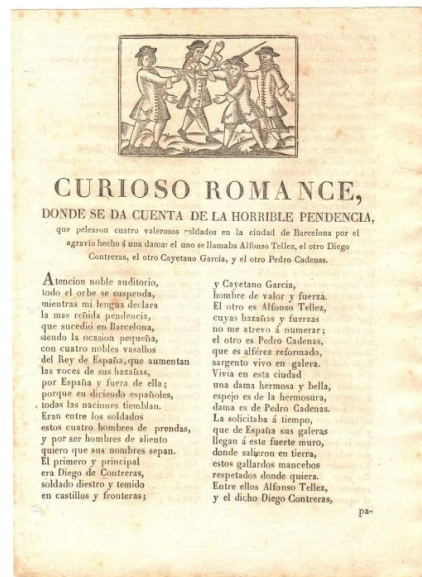 CURIOSO ROMANCE,
DONDE SE DA CUENTA DE LA HORRIBLE PENDENCIA,
que pelearon cuatro valerosos soldados en la ciudad de Barcelona por el
agravio hecho á una dama: el uno se llamaba Alfonso Tellez, el otro Diego
Contreras, el otro Cayetano García, y el otro Pedro Cadenas.
Atencion noble auditorio,
todo el orbe se suspenda,
mientras mi lengua declara
la mas reñida pendencia,
que sucedió en Barcelona,
siendo la ocasion pequeña,
con cuatro nobles vasallos
del Rey de España, que aumentan
las voces de sus hazañas,
por España y fuera de ella;
porque en diciendo españoles,
todas las naciones tiemblan.
Eran entre los soldados
estos cuatro hombres de prendas,
y por ser hombres de aliento
quiero que sus nombres sepan.
El primero y principal
era Diego de Contreras,
soldado diestro y temido
en castillos y fronteras;
y Cayetano Garcia,
hombre de valor y fuerza.
El otro es Alfonso Tellez,
cuyas hazañas y fuerzas
no me atrevo á numerar;
el otro es Pedro Cadenas,
que es alférez reformado,
sargento vivo en galera.
Vivia en esta ciudad
una dama hermosa y bella,
espejo es de la hermosura,
dama es de Pedro Cadenas.
La solicitaba á tiempo,
que de España sus galeras
llegan á este fuerte muro,
donde salieron en tierra,
estos gallardos mancebos
respetados donde quiera.
Entre ellos Alfonso Tellez,
y el dicho Diego Contreras,
pa-